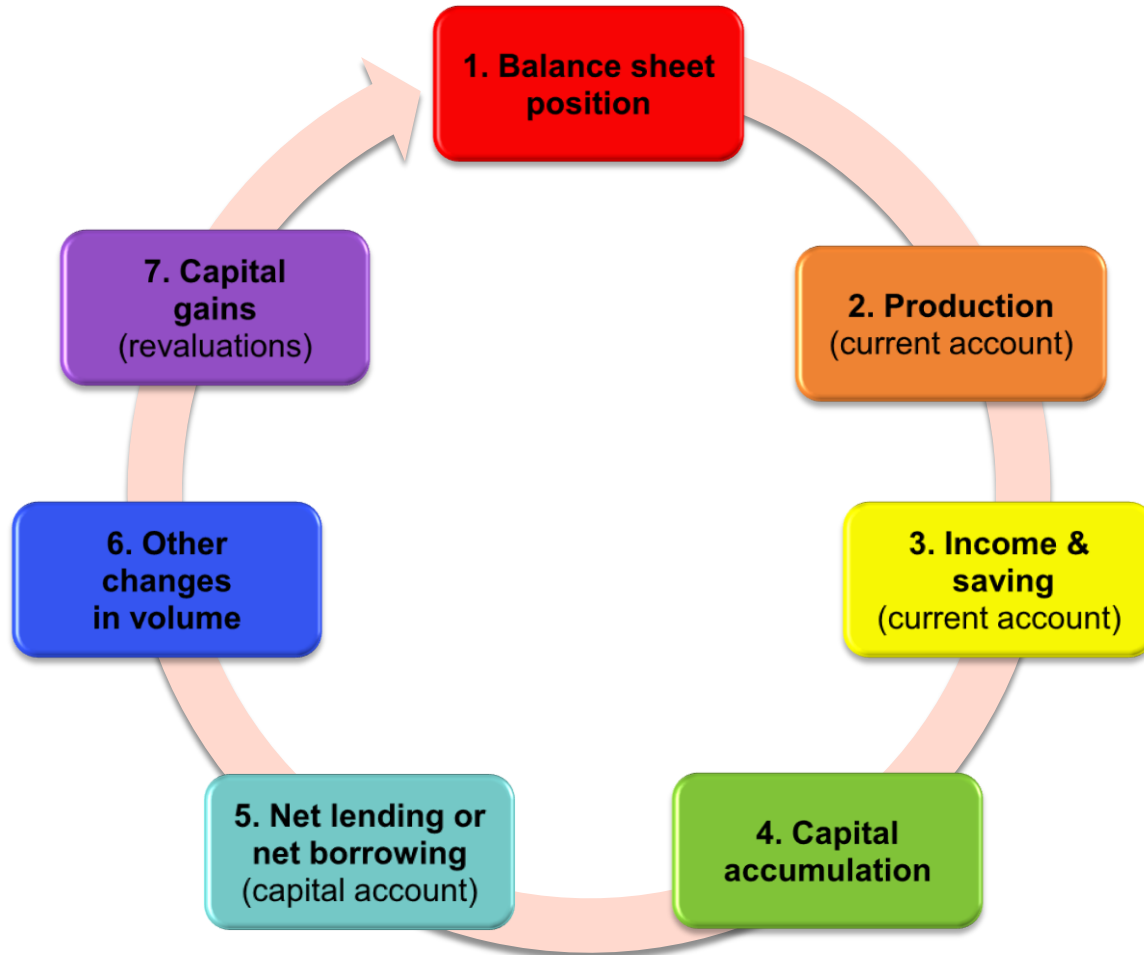 1. Balance sheet
position
2. Production
(current account)
3. Income &
saving
(current account)
4. Capital
accumulation
5. Net lending or
net borrowing
(capital account)
6. Other
changes
in volume
7. Capital
gains
(revaluations)